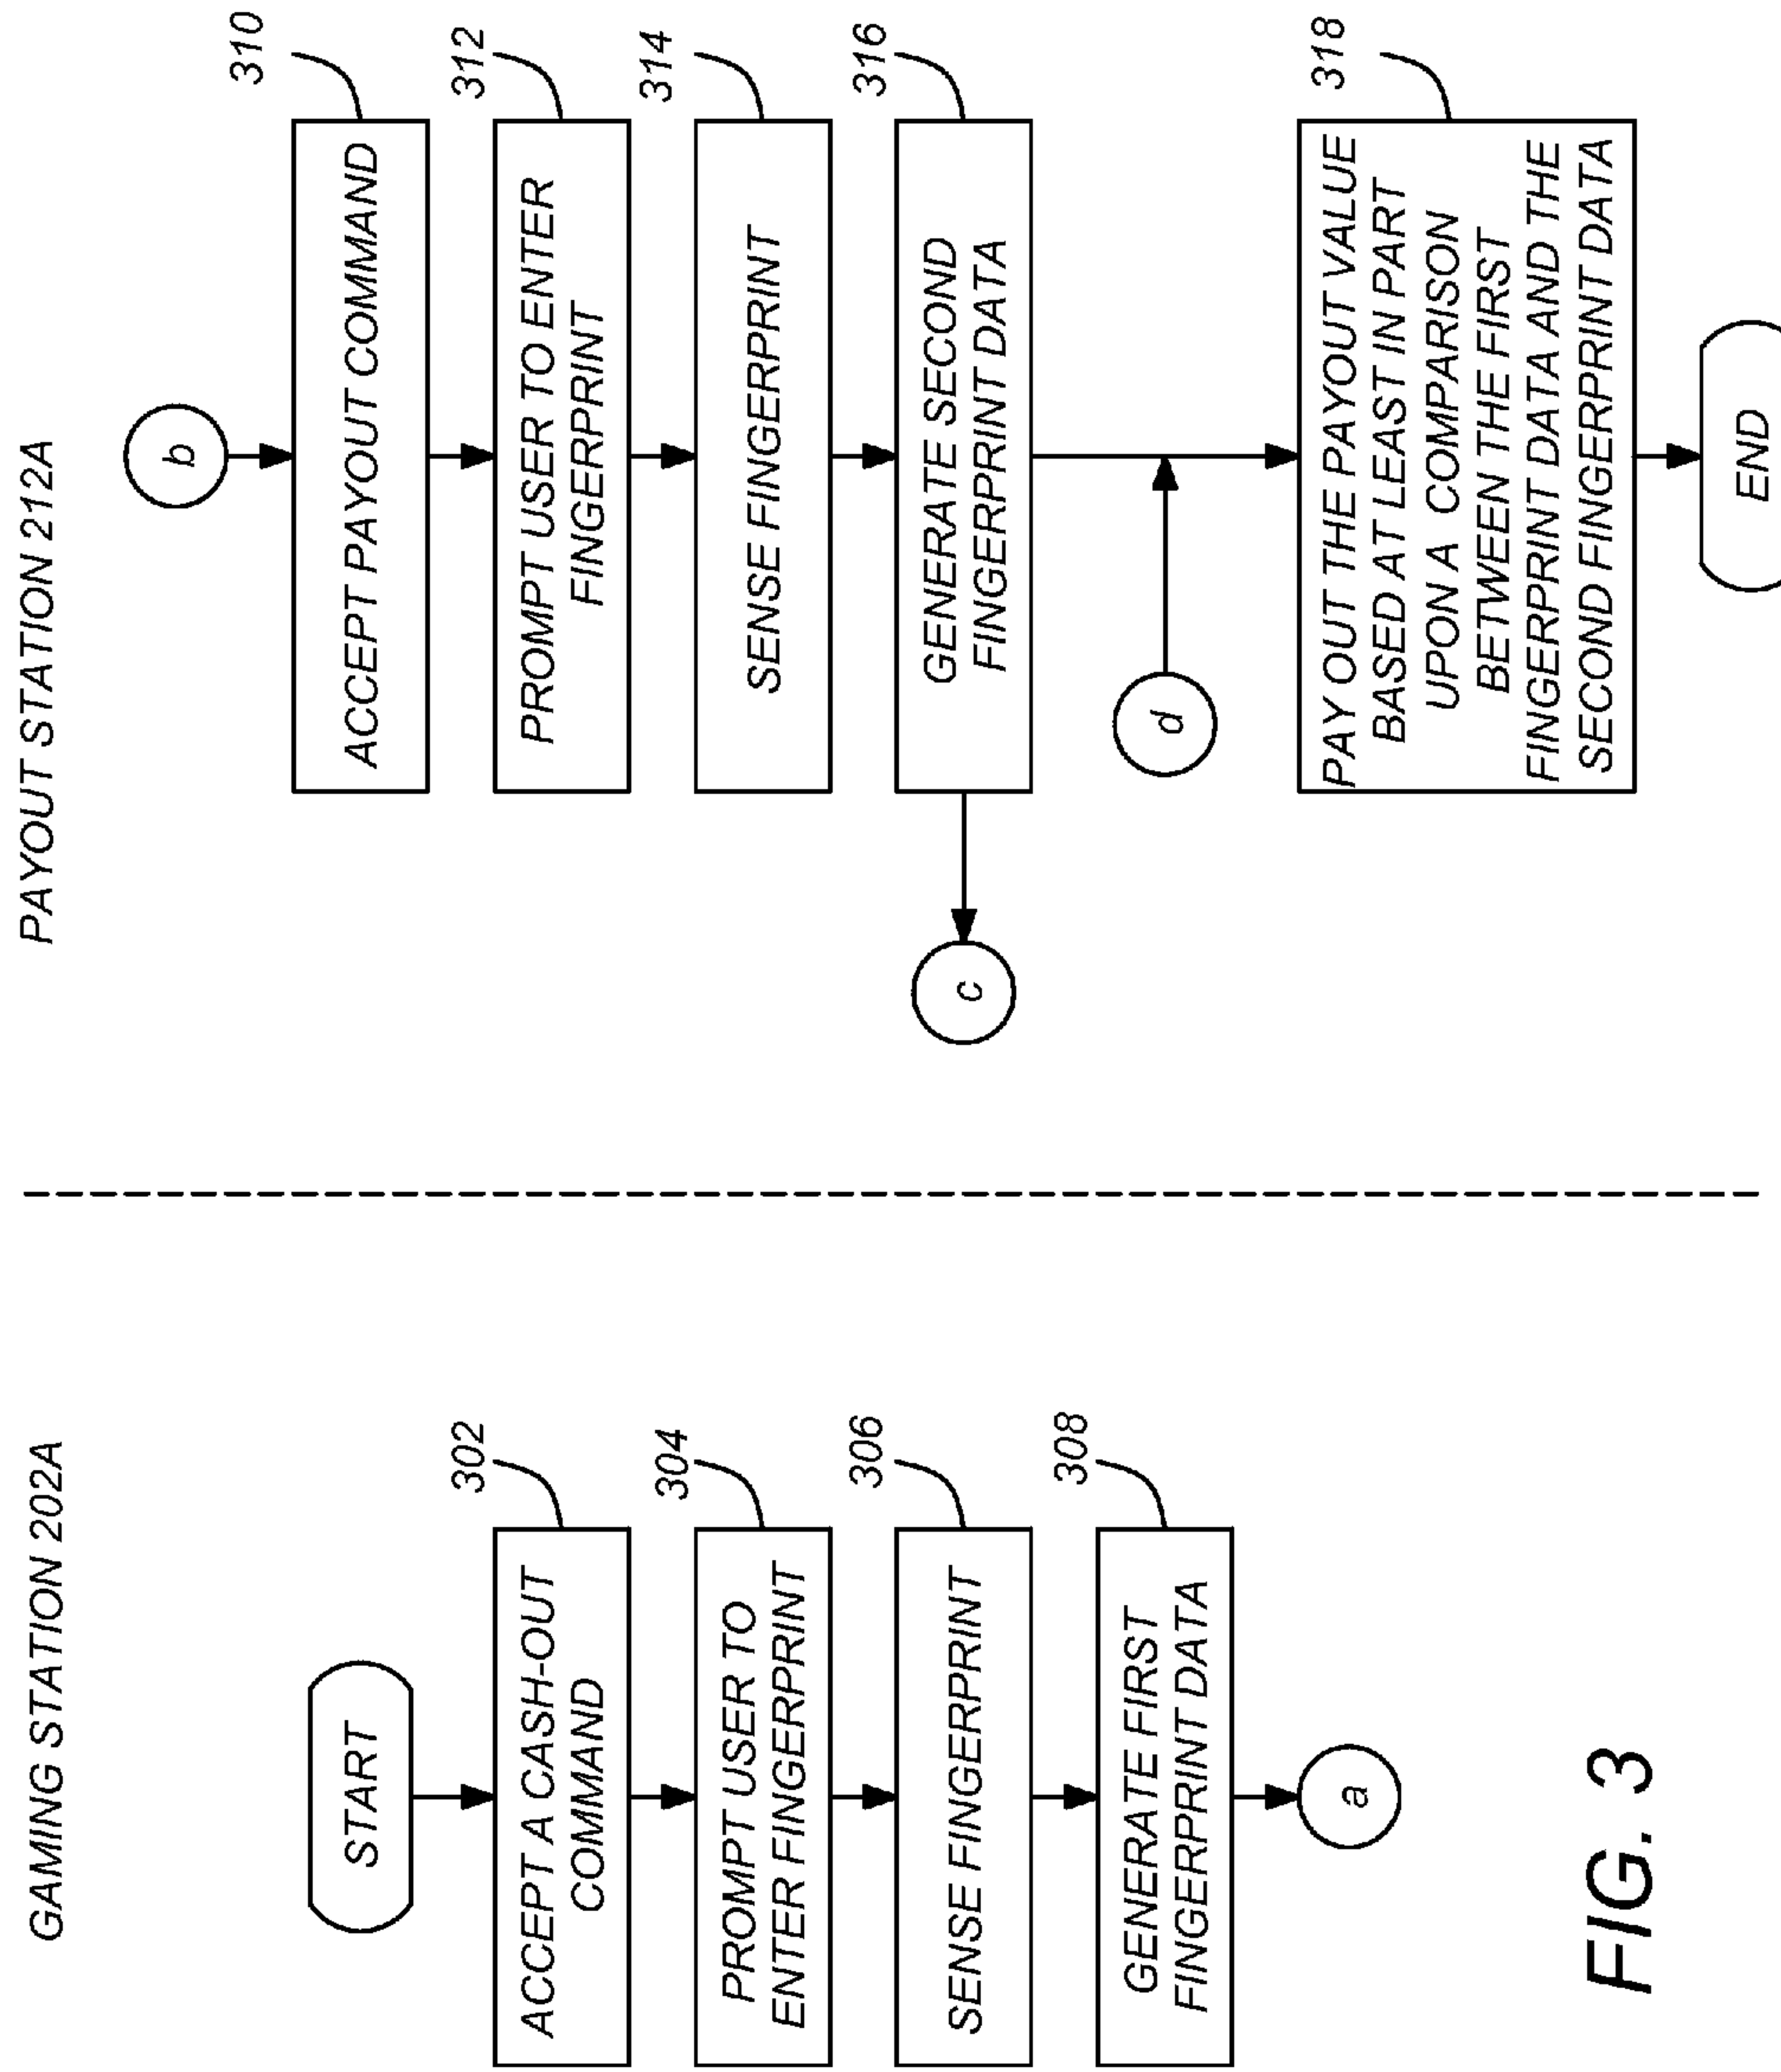 GAMING STATION 202A
START
302
ACCEPT A CASH-OUT
COMMAND
304
PROMPT USER TO
ENTER FINGERPRINT
306
SENSE FINGERPRINT
308
GENERATE FIRST
FINGERPRINT DATA
a
FIG. 3
PAYOUT STATION 212A
b
310
ACCEPT PAYOUT COMMAND
312
PROMPT USER TO ENTER
FINGERPRINT
314
SENSE FINGERPRINT
316
GENERATE SECOND
FINGERPRINT DATA
c
d
318
PAY OUT THE PAYOUT VALUE
BASED AT LEAST IN PART
UPON A COMPARISON
BETWEEN THE FIRST
FINGERPRINT DATA AND THE
SECOND FINGERPRINT DATA
END